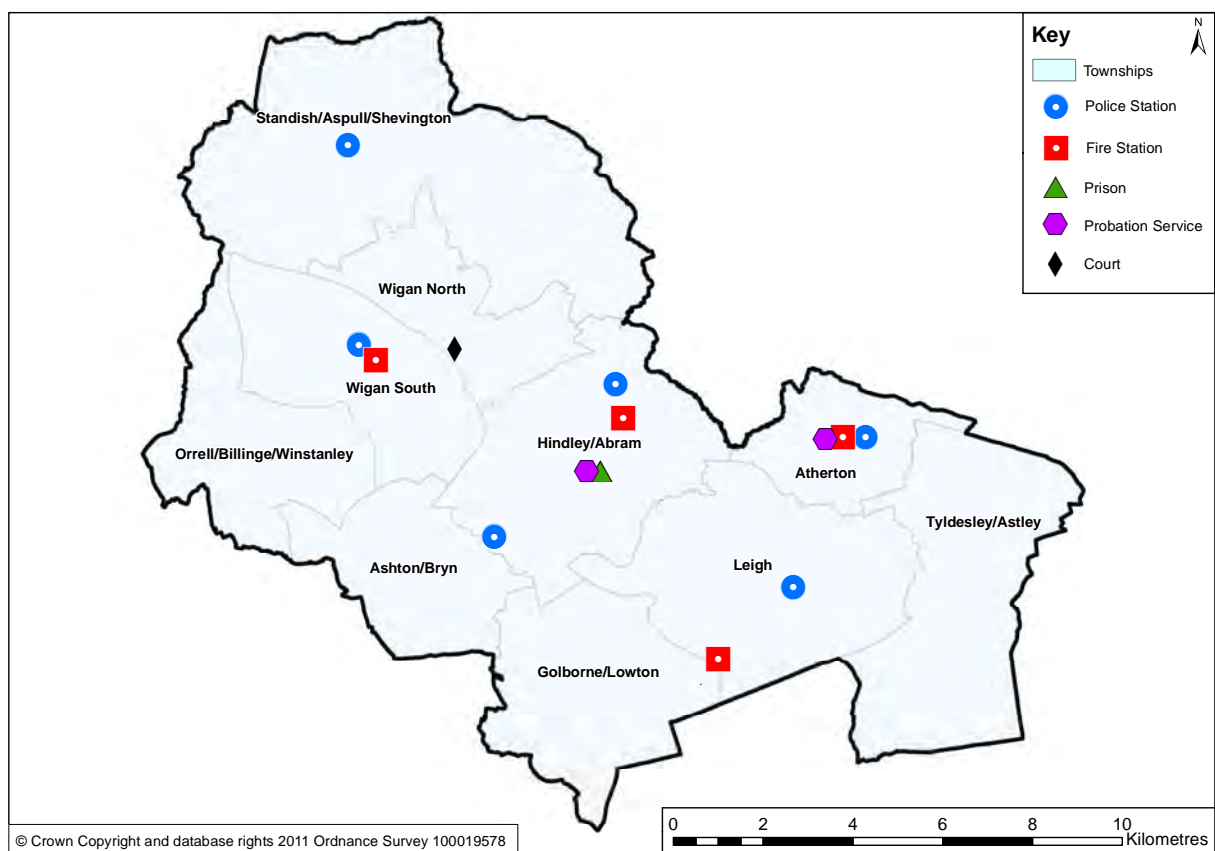 Key
N
Townships
Police Station
Fire Station
Prison
Probation Service
Court
Standish/Aspull/Shevington
Wigan North
Wigan South
Hindley/Abram
Orrell/Billinge/Winstanley
Atherton
Tyldesley/Astley
Ashton/Bryn
Leigh
Golborne/Lowton
0 2 4 6 8 10
Kilometres
© Crown Copyright and database rights 2011 Ordnance Survey 100019578